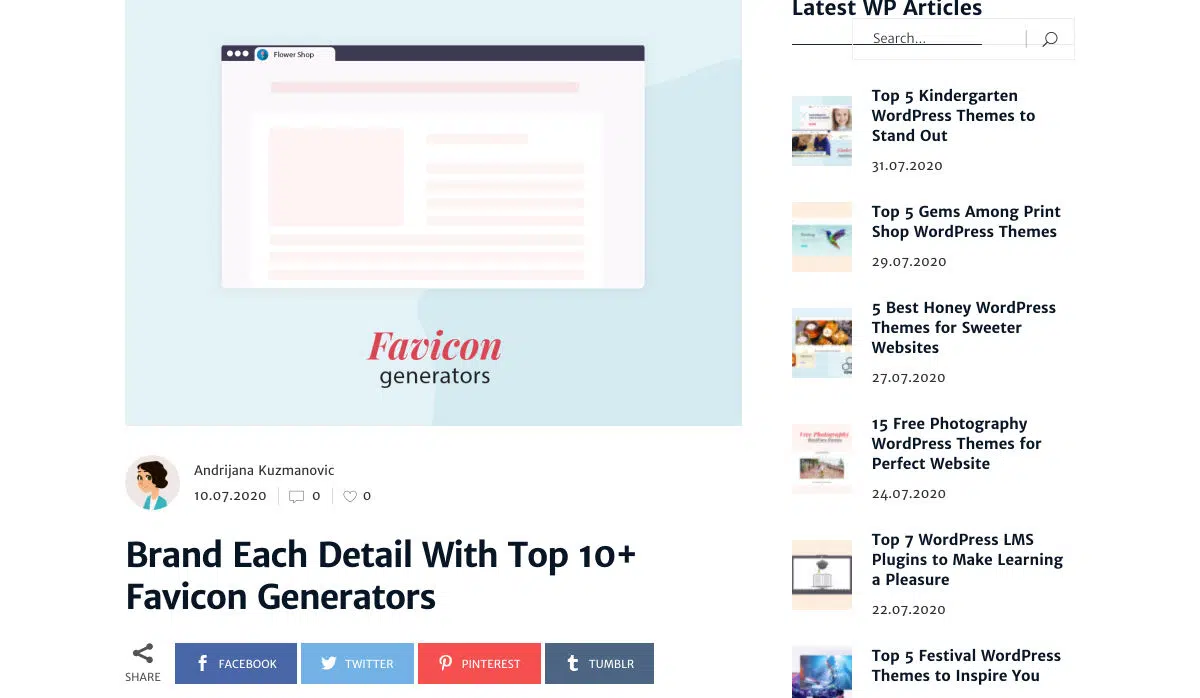 Flower Shop
Favicon
generators
Andrijana Kuzmanovic
10.07.2020 0 0
Brand Each Detail With Top 10+
Favicon Generators
SHARE
FACEBOOK
TWITTER
PINTEREST
TUMBLR
Latest WP Articles
Search...
Top 5 Kindergarten
WordPress Themes to
Stand Out
31.07.2020
Top 5 Gems Among Print
Shop WordPress Themes
29.07.2020
5 Best Honey WordPress
Themes for Sweeter
Websites
27.07.2020
Free Photography
15 Free Photography
WordPress Themes for
Perfect Website
24.07.2020
Top 7 WordPress LMS
Plugins to Make Learning
a Pleasure
22.07.2020
Top 5 Festival WordPress
Themes to Inspire You